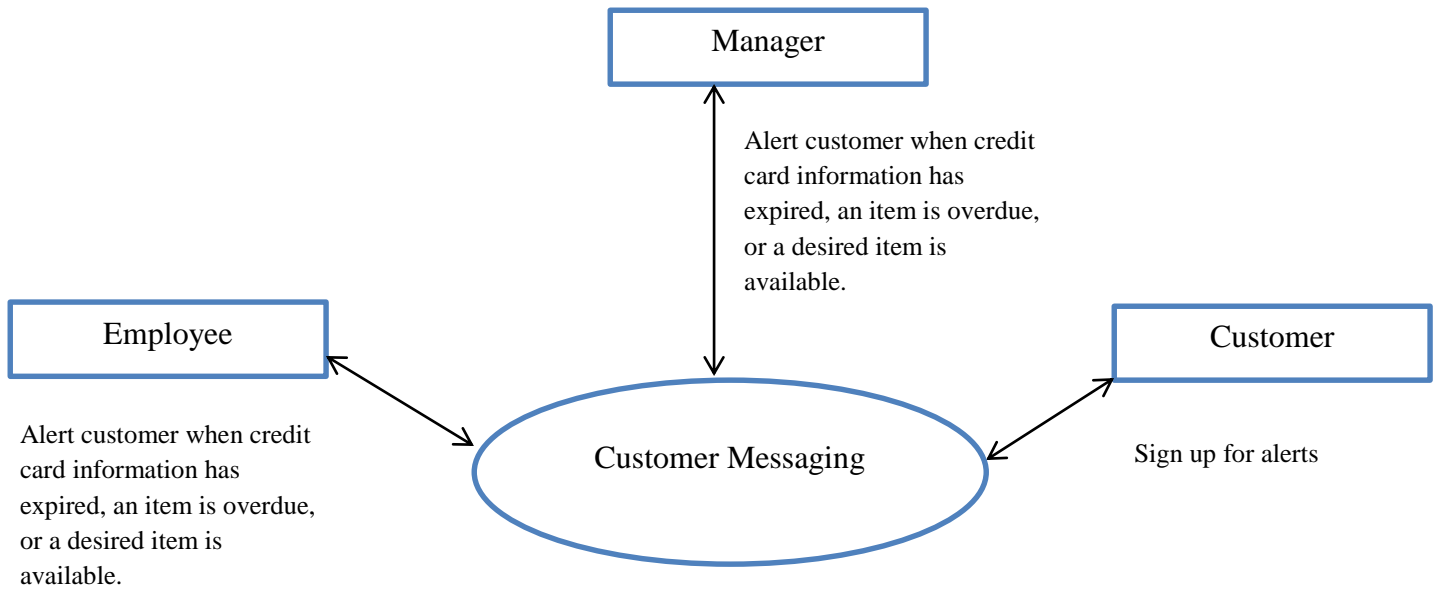 Manager
Alert customer when credit
card information has
expired, an item is overdue,
or a desired item is
available.
Employee
Customer
Alert customer when credit
card information has
expired, an item is overdue,
or a desired item is
available.
Customer Messaging
Sign up for alerts